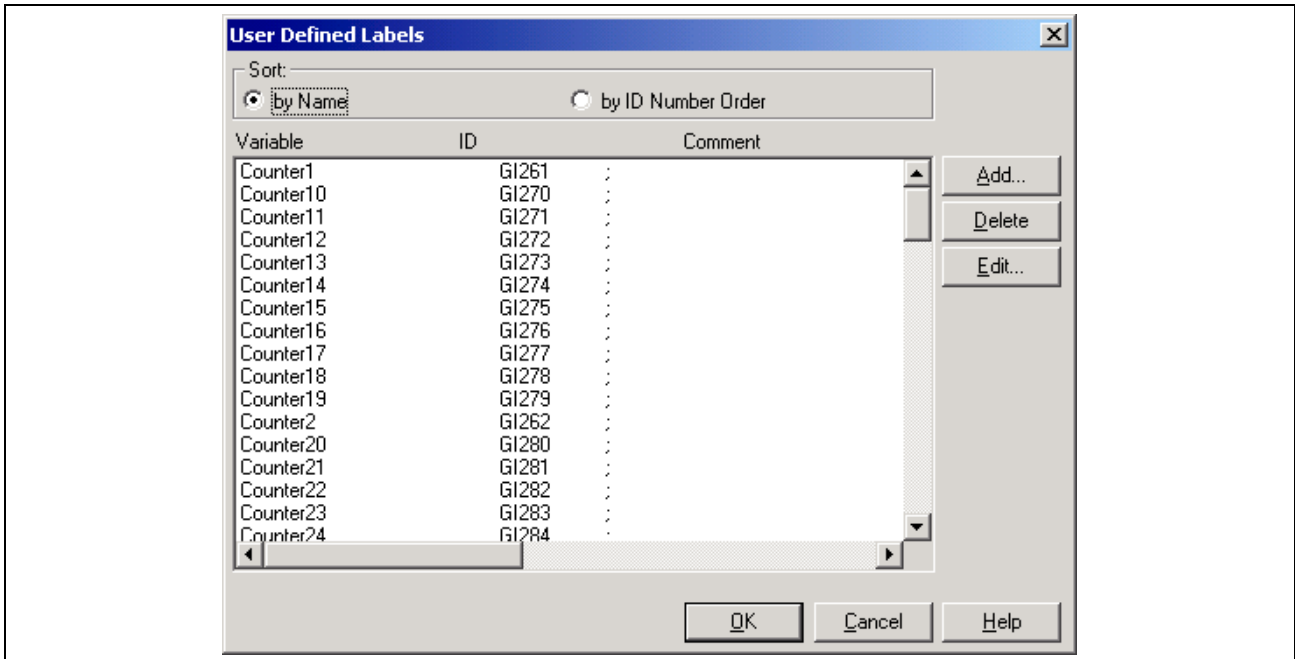 User Defined Labels
Sort:
by Name by ID Number Order
Variable ID Comment
Counter1 GI261 ;
Counter10 GI270 ;
Counter11 GI271 ;
Counter12 GI272 ;
Counter13 GI273 ;
Counter14 GI274 ;
Counter15 GI275 ;
Counter16 GI276 ;
Counter17 GI277 ;
Counter18 GI278 ;
Counter19 GI279 ;
Counter2 GI262 ;
Counter20 GI280 ;
Counter21 GI281 ;
Counter22 GI282 ;
Counter23 GI283 ;
Counter24 GI284 ;
Add...
Delete
Edit...
OK Cancel Help